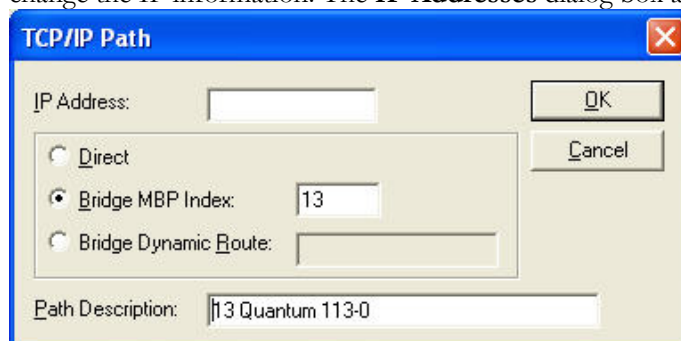 change the IP information. The IP Addresses dialog box a
TCP/IP Path
IP Address:
OK
Direct
Cancel
Bridge MBP Index: 13
Bridge Dynamic Route:
Path Description: 13 Quantum 113-0